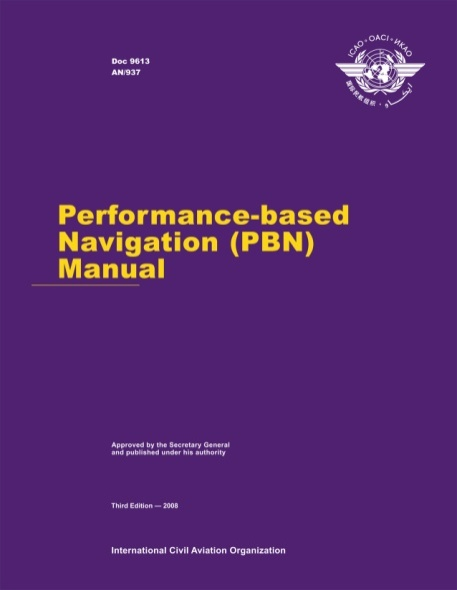 Doc 9613
AN/937
ICAO · OACI · ИКАО
国际民航组织 · ايكاو
Performance-based
Navigation (PBN)
Manual
Approved by the Secretary General
and published under his authority
Third Edition — 2008
International Civil Aviation Organization